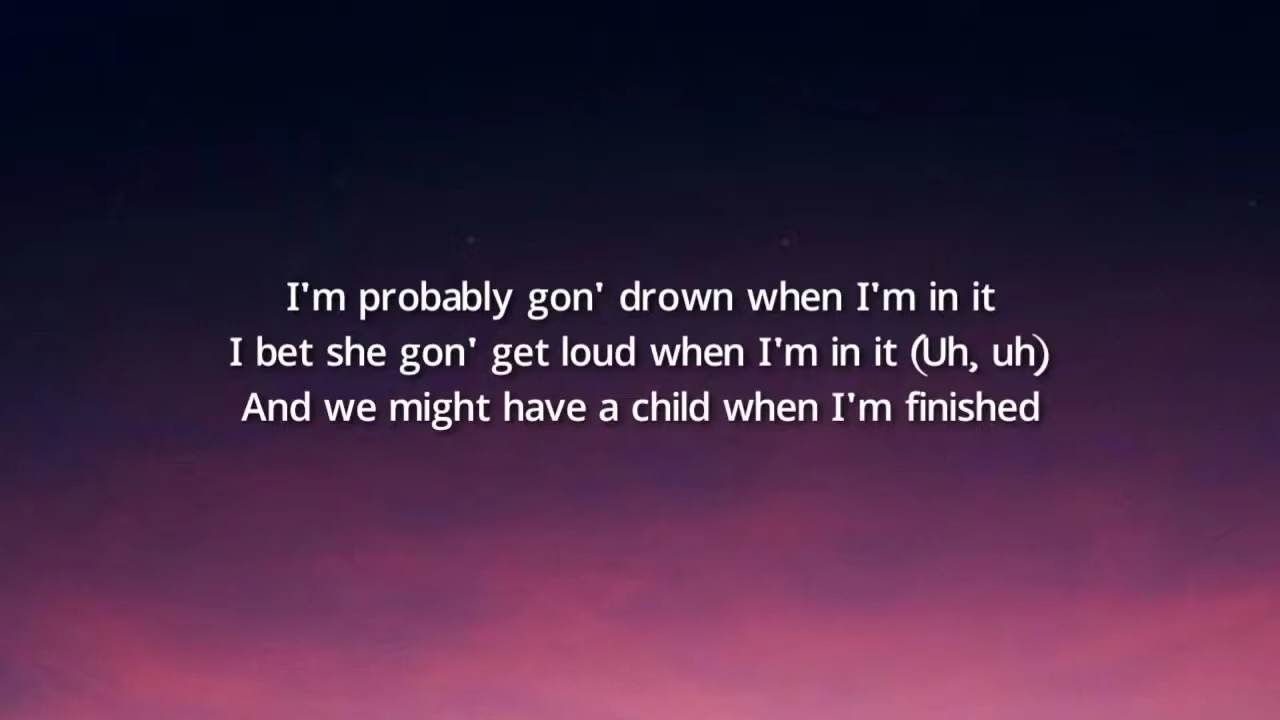 I'm probably gon' drown when I'm in it
I bet she gon' get loud when I'm in it (Uh, uh)
And we might have a child when I'm finished